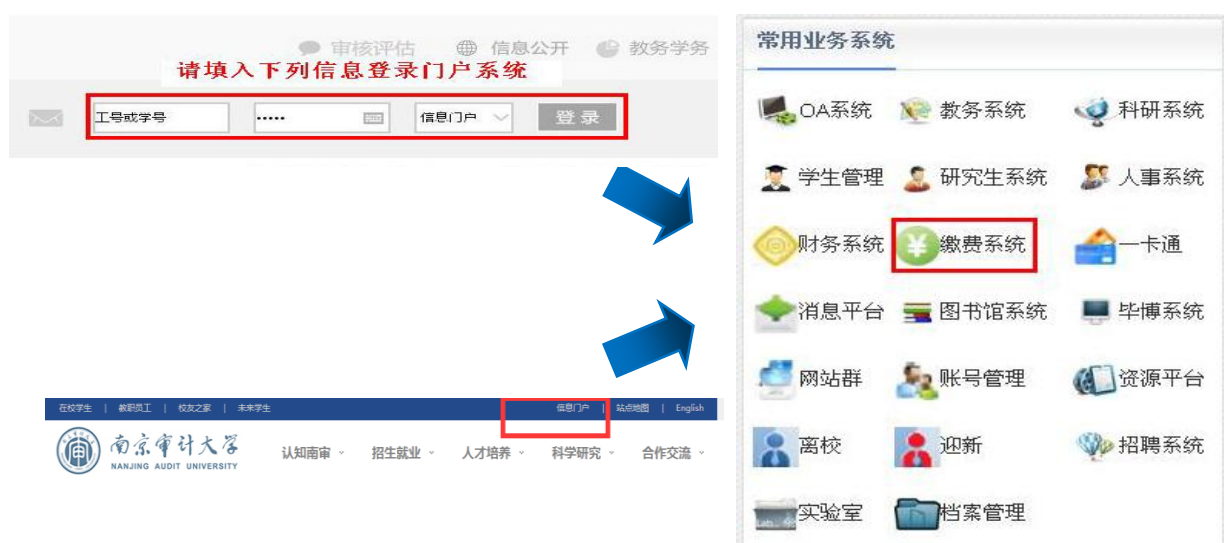 审核评估 信息公开 教务学务
请填入下列信息登录门户系统
工号或学号 ····· 信息门户 登录
在校学生 | 教职员工 | 校友之家 | 未来学生 信息门户 | 站点地图 | English
南京审计大学
NANJING AUDIT UNIVERSITY
认知南审 招生就业 人才培养 科学研究 合作交流
常用业务系统
OA系统 教务系统 科研系统
学生管理 研究生系统 人事系统
财务系统 缴费系统 一卡通
消息平台 图书馆系统 毕博系统
网站群 账号管理 资源平台
离校 迎新 招聘系统
实验室 档案管理